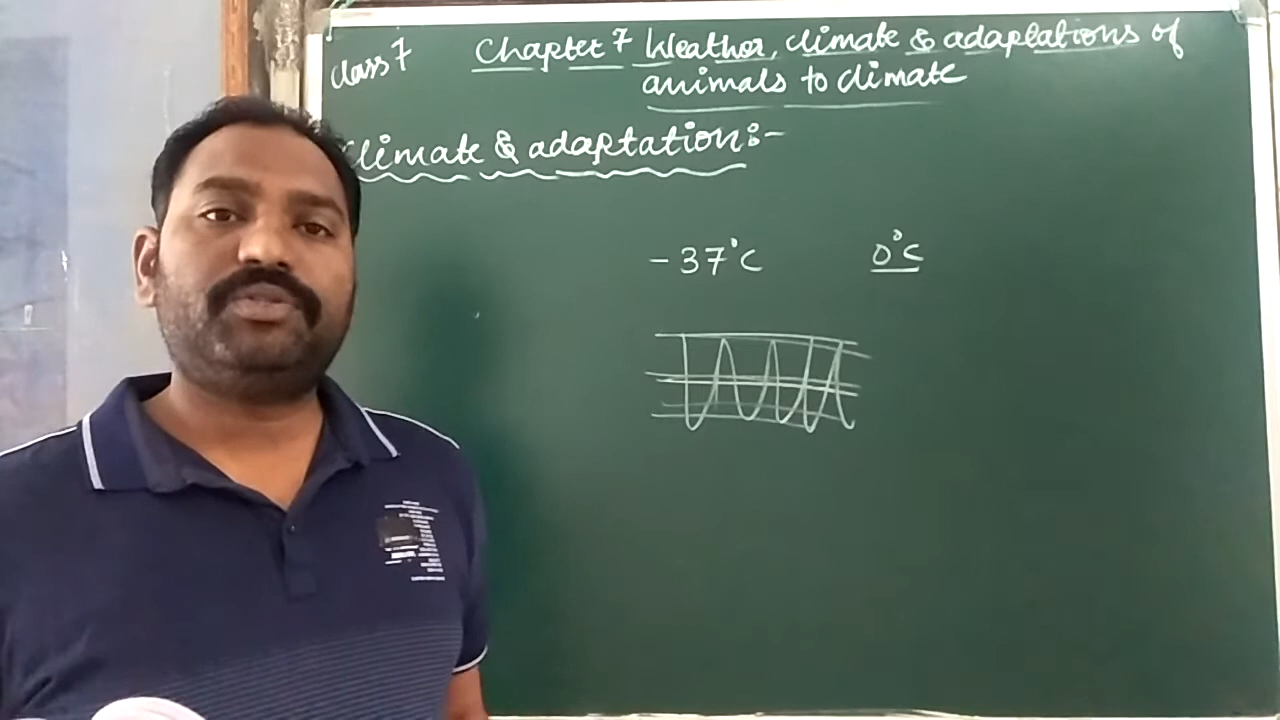 Class 7
Chapter 7 Weather, climate & adaptations of
animals to climate
Climate & adaptation:-
-37°C 0°C